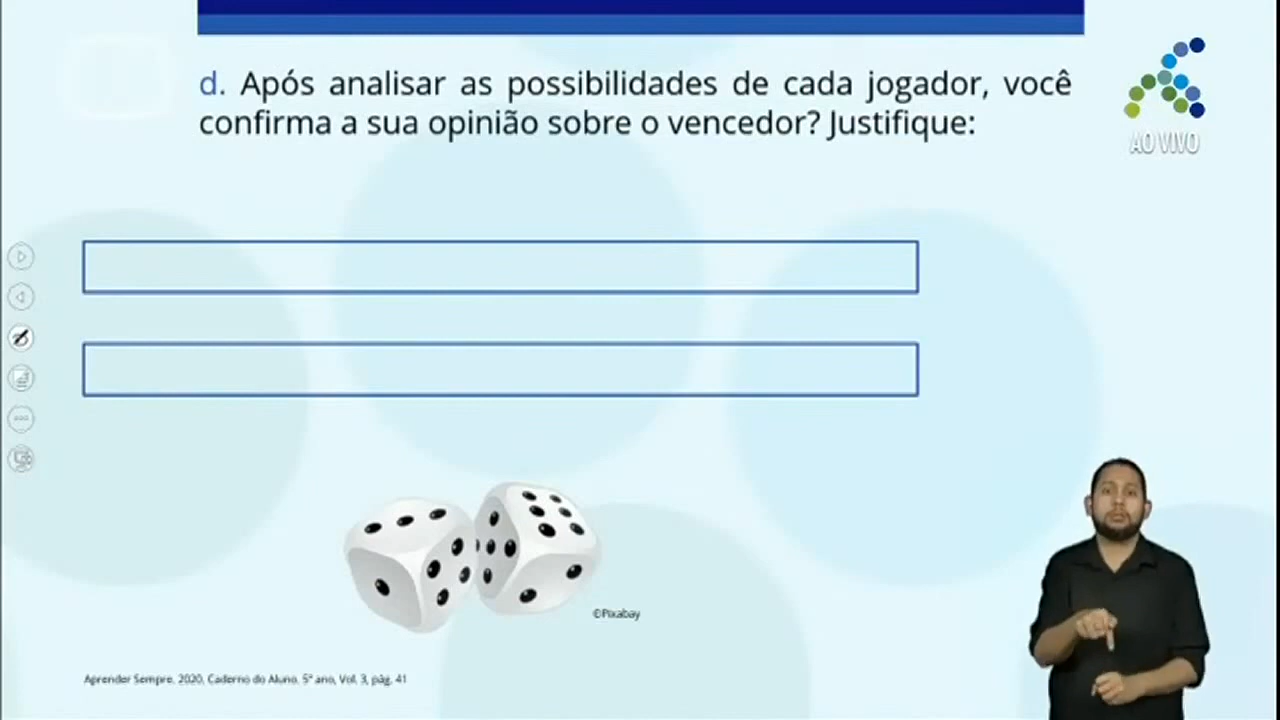 d. Após analisar as possibilidades de cada jogador, você
confirma a sua opinião sobre o vencedor? Justifique:
AO VIVO
©Pixabay
Aprender Sempre, 2020, Caderno do Aluno. 5º ano, Vol. 3, pág. 41